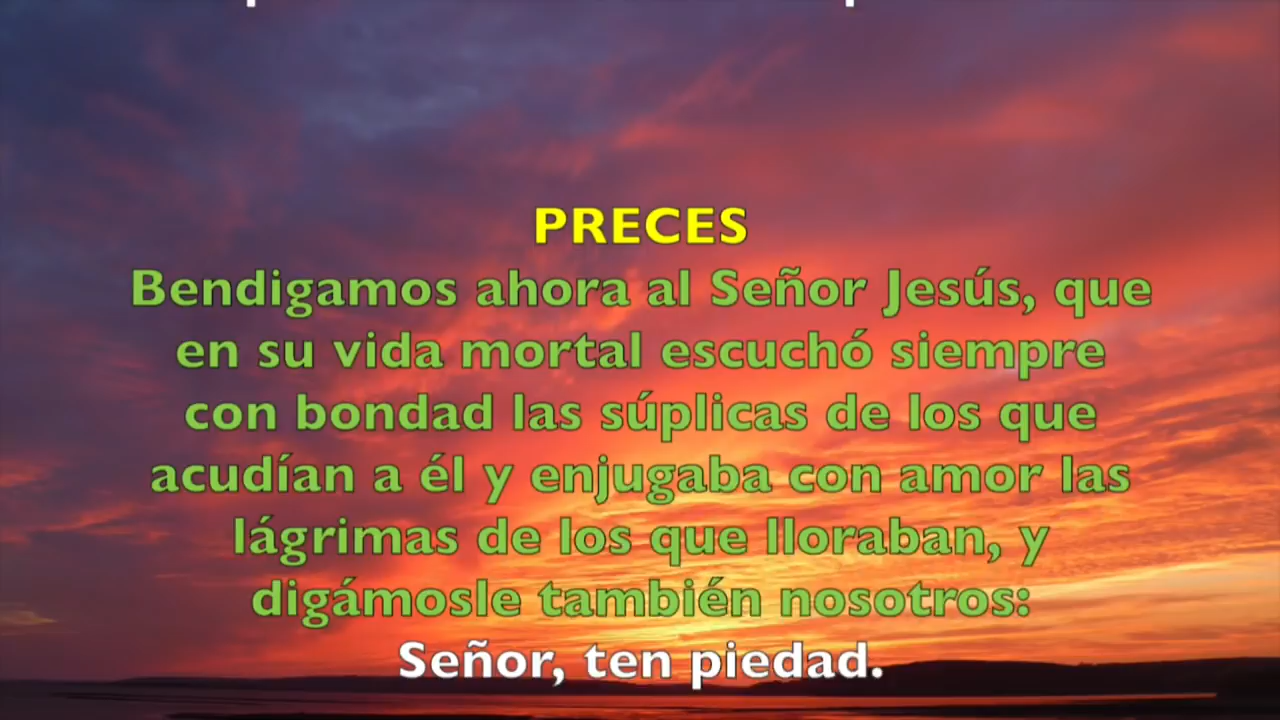 PRECES
Bendigamos ahora al Señor Jesús, que
en su vida mortal escuchó siempre
con bondad las súplicas de los que
acudían a él y enjugaba con amor las
lágrimas de los que lloraban, y
digámosle también nosotros:
Señor, ten piedad.